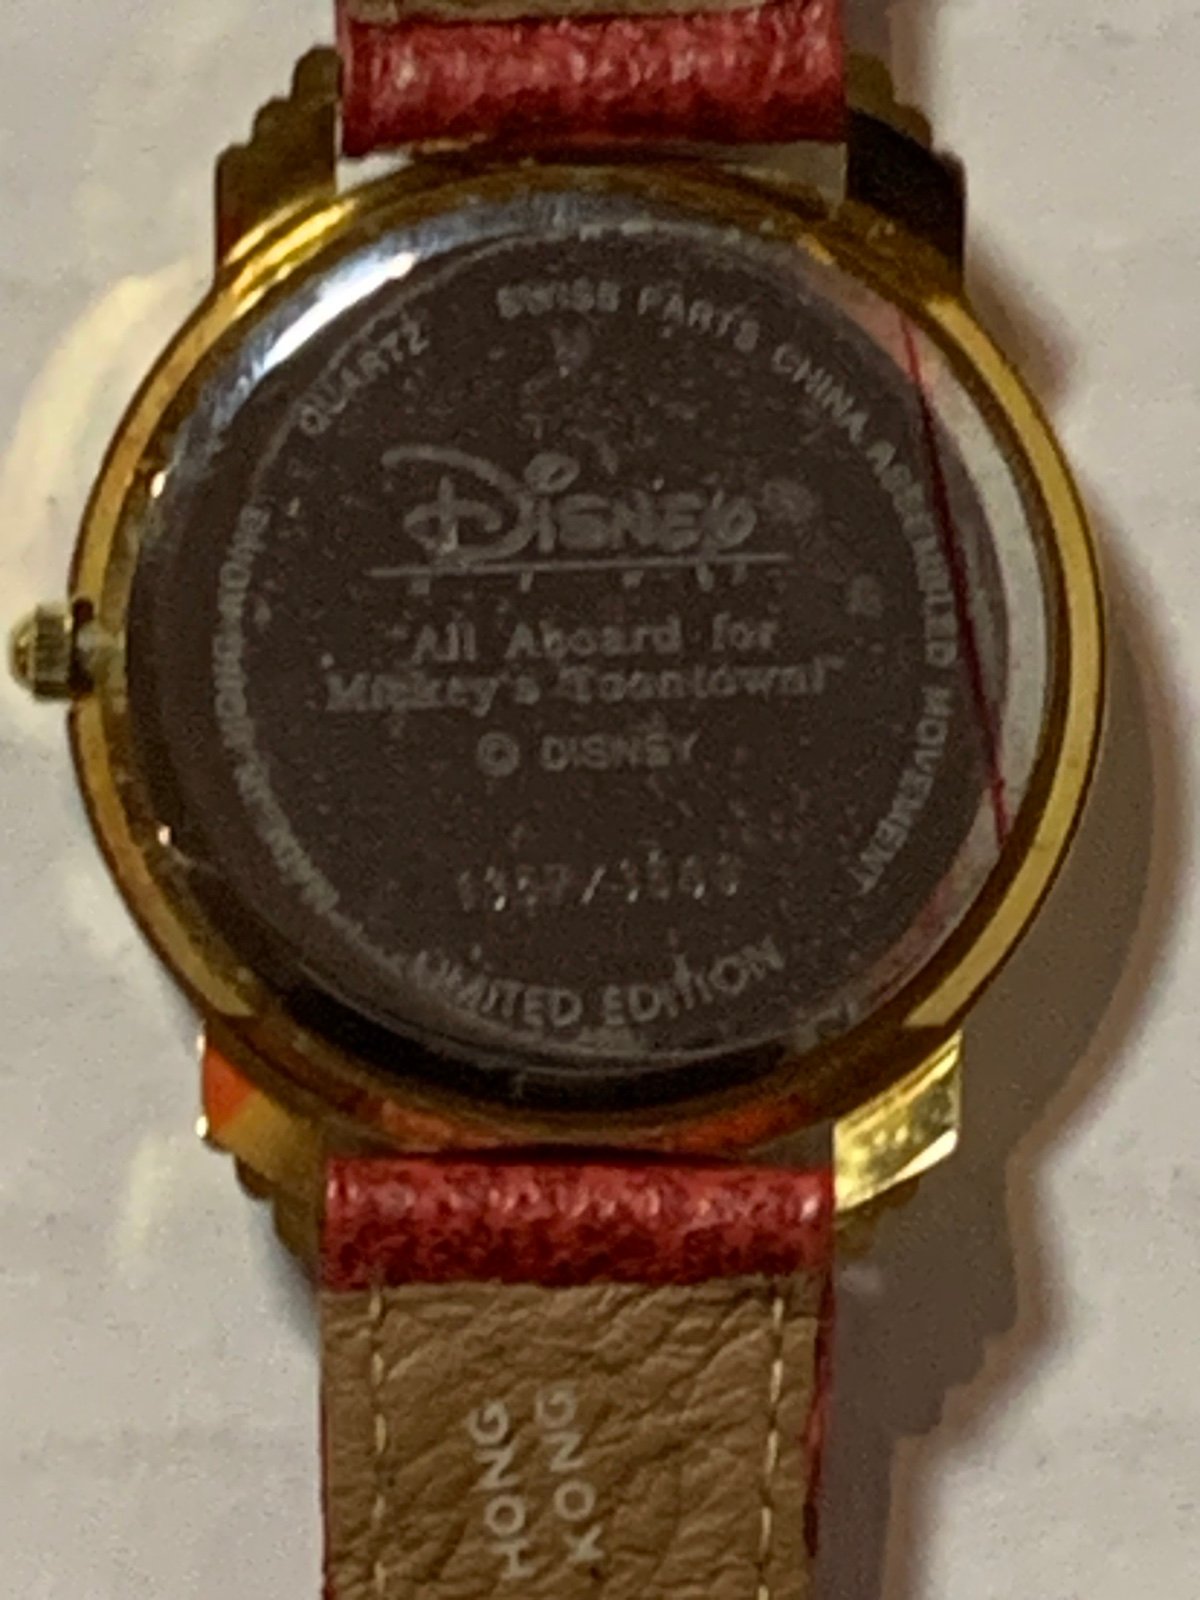 QUARTZ
SWISS PARTS CHINA ASSEMBLED MOVEMENT
Disney
"All Aboard for
Mickey's Toontown!"
© DISNEY
LIMITED EDITION
HONG
KONG